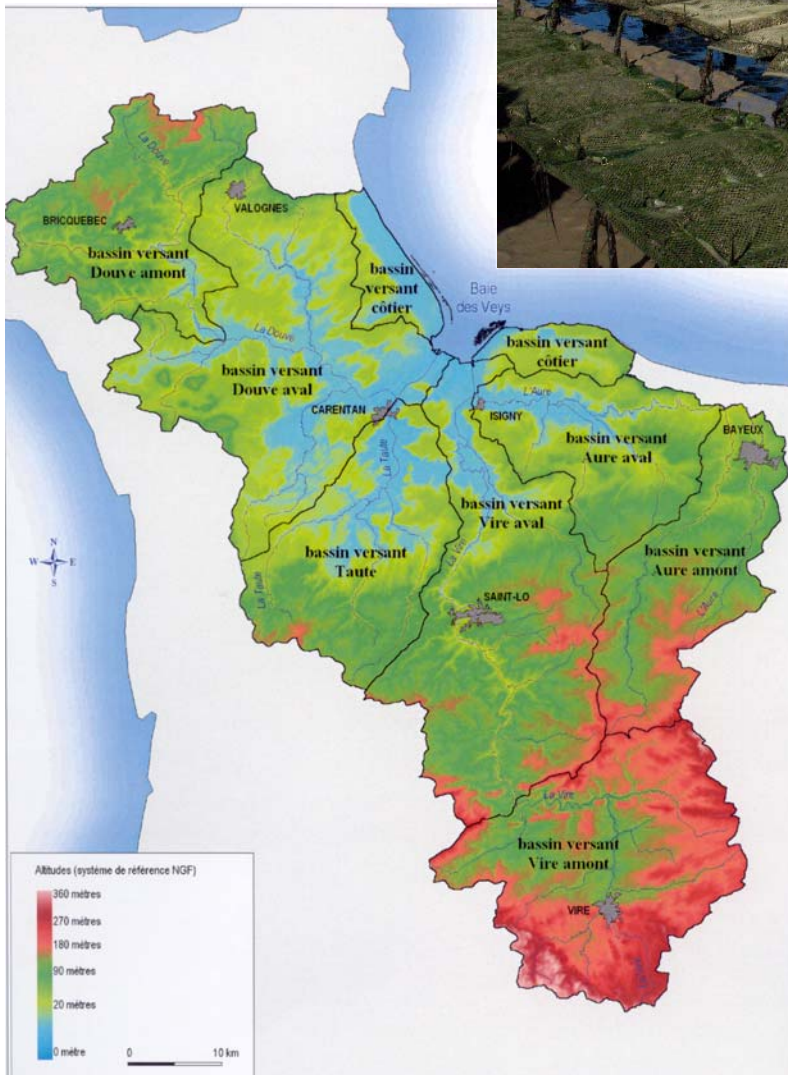 La Douve
BRICQUEBEC
VALOGNES
bassin versant
Douve amont
bassin
versant
côtier
Baie
des Veys
bassin versant
côtier
La Douve
bassin versant
Douve aval
CARENTAN
ISIGNY
L'Aure
BAYEUX
bassin versant
Aure aval
La Taute
bassin versant
Vire aval
bassin versant
Taute
La Taute
La Vire
bassin versant
Aure amont
L'Aure
N
W
E
S
SAINT-LO
La Vire
bassin versant
Vire amont
VIRE
Altitudes (système de référence NGF)
360 mètres
270 mètres
180 mètres
90 mètres
20 mètres
0 mètre
0
10 km